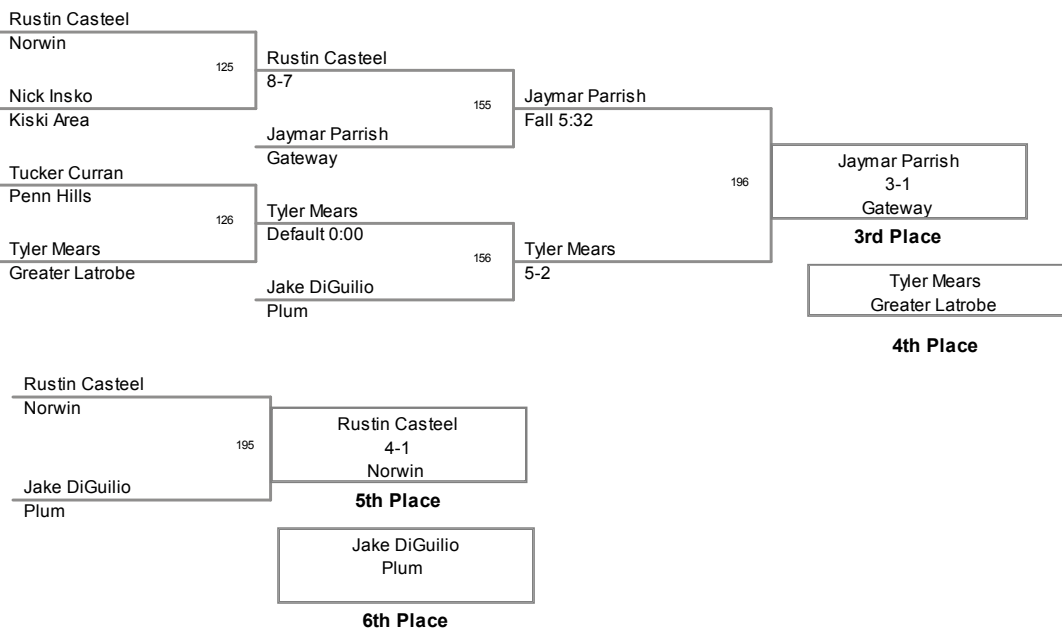 Rustin Casteel
Norwin
125
Nick Insko
Kiski Area
Rustin Casteel
8-7
155
Jaymar Parrish
Gateway
Tucker Curran
Penn Hills
126
Tyler Mears
Greater Latrobe
Tyler Mears
Default 0:00
156
Jake DiGuilio
Plum
Jaymar Parrish
Fall 5:32
196
Tyler Mears
5-2
Jaymar Parrish
3-1
Gateway
3rd Place
Tyler Mears
Greater Latrobe
4th Place
Rustin Casteel
Norwin
195
Jake DiGuilio
Plum
Rustin Casteel
4-1
Norwin
5th Place
Jake DiGuilio
Plum
6th Place